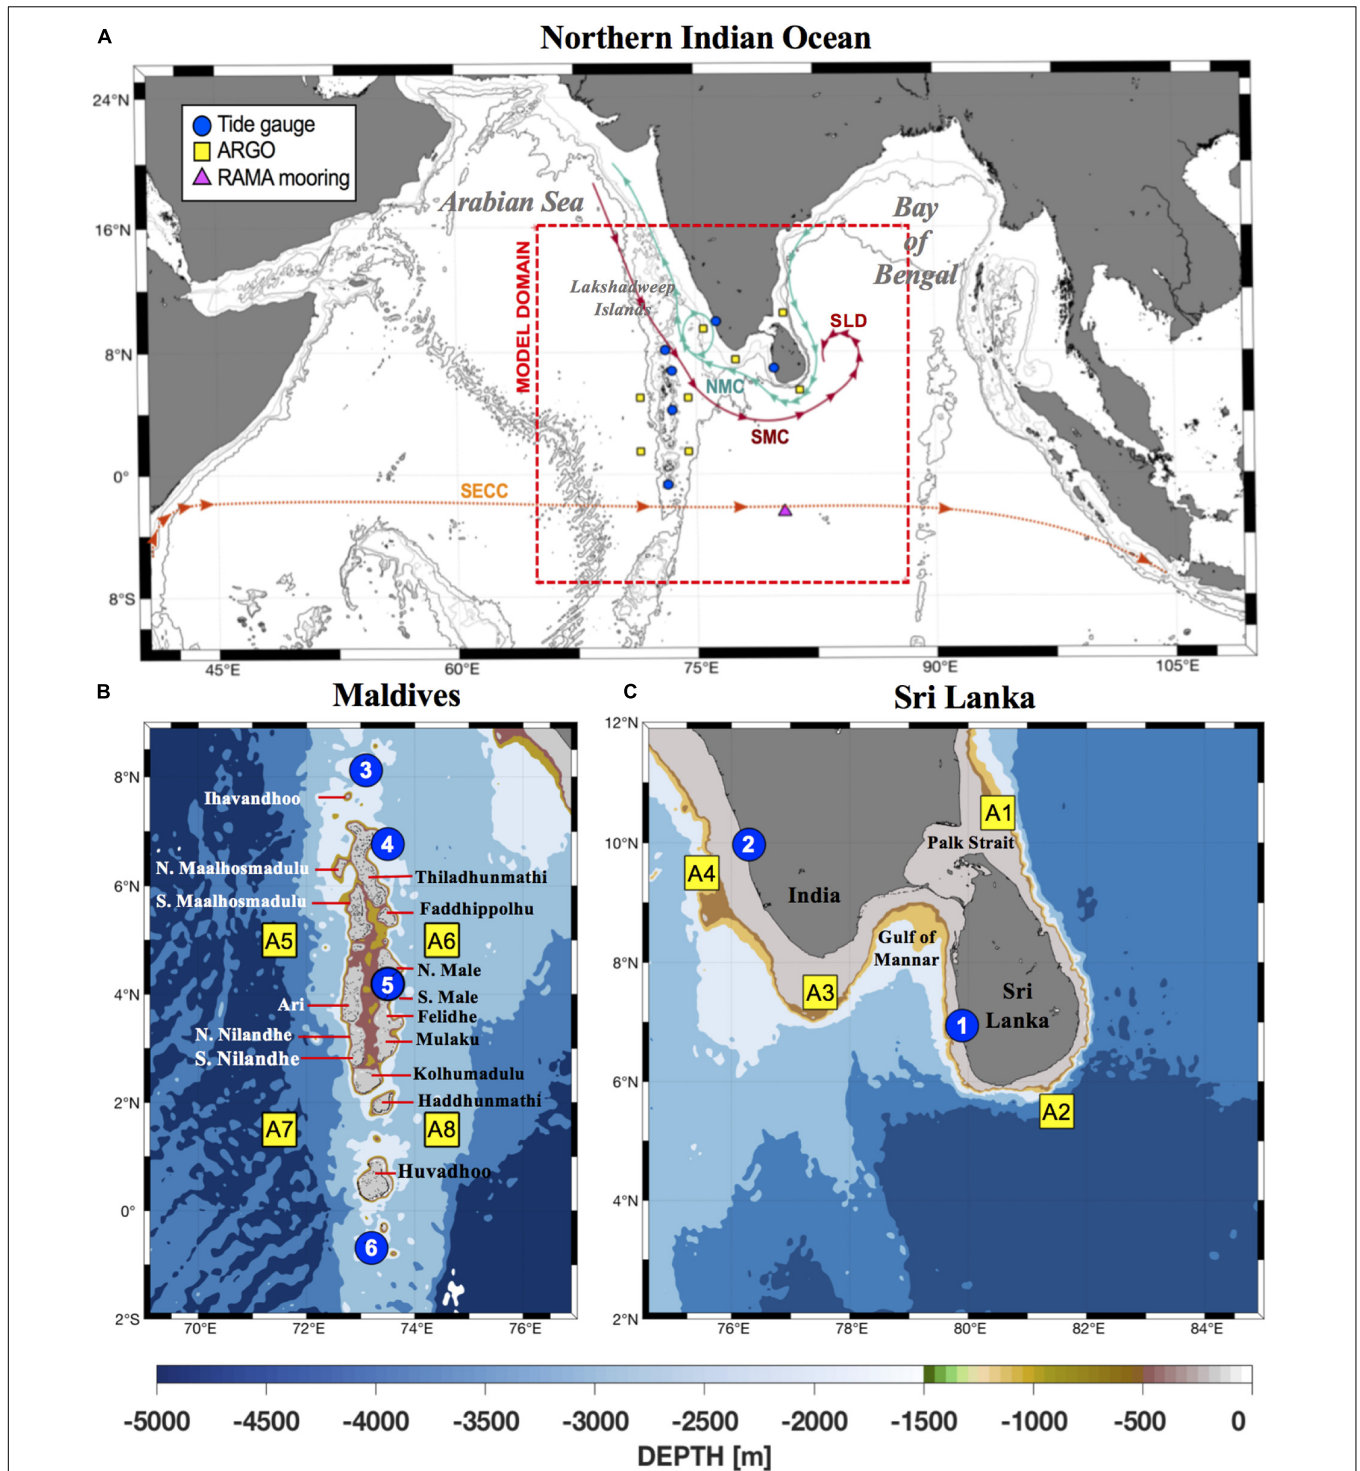 A
Northern Indian Ocean
24°N
16°N
8°N
0°
8°S
45°E
60°E
75°E
90°E
105°E
Tide gauge
ARGO
RAMA mooring
Arabian Sea
Bay
of
Bengal
Lakshadweep
Islands
MODEL DOMAIN
SLD
NMC
SMC
SECC
B
Maldives
8°N
6°N
4°N
2°N
0°
2°S
70°E
72°E
74°E
76°E
3
Ihavandhoo
4
N. Maalhosmadulu
Thiladhunmathi
S. Maalhosmadulu
Faddhippolhu
A5
A6
N. Male
5
S. Male
Ari
Felidhe
N. Nilandhe
Mulaku
S. Nilandhe
Kolhumadulu
Haddhunmathi
A7
A8
Huvadhoo
6
C
Sri Lanka
12°N
10°N
8°N
6°N
4°N
2°N
76°E
78°E
80°E
82°E
84°E
A1
2
Palk Strait
A4
India
Gulf of
Mannar
A3
Sri
Lanka
1
A2
-5000
-4500
-4000
-3500
-3000
-2500
-2000
-1500
-1000
-500
0
DEPTH [m]